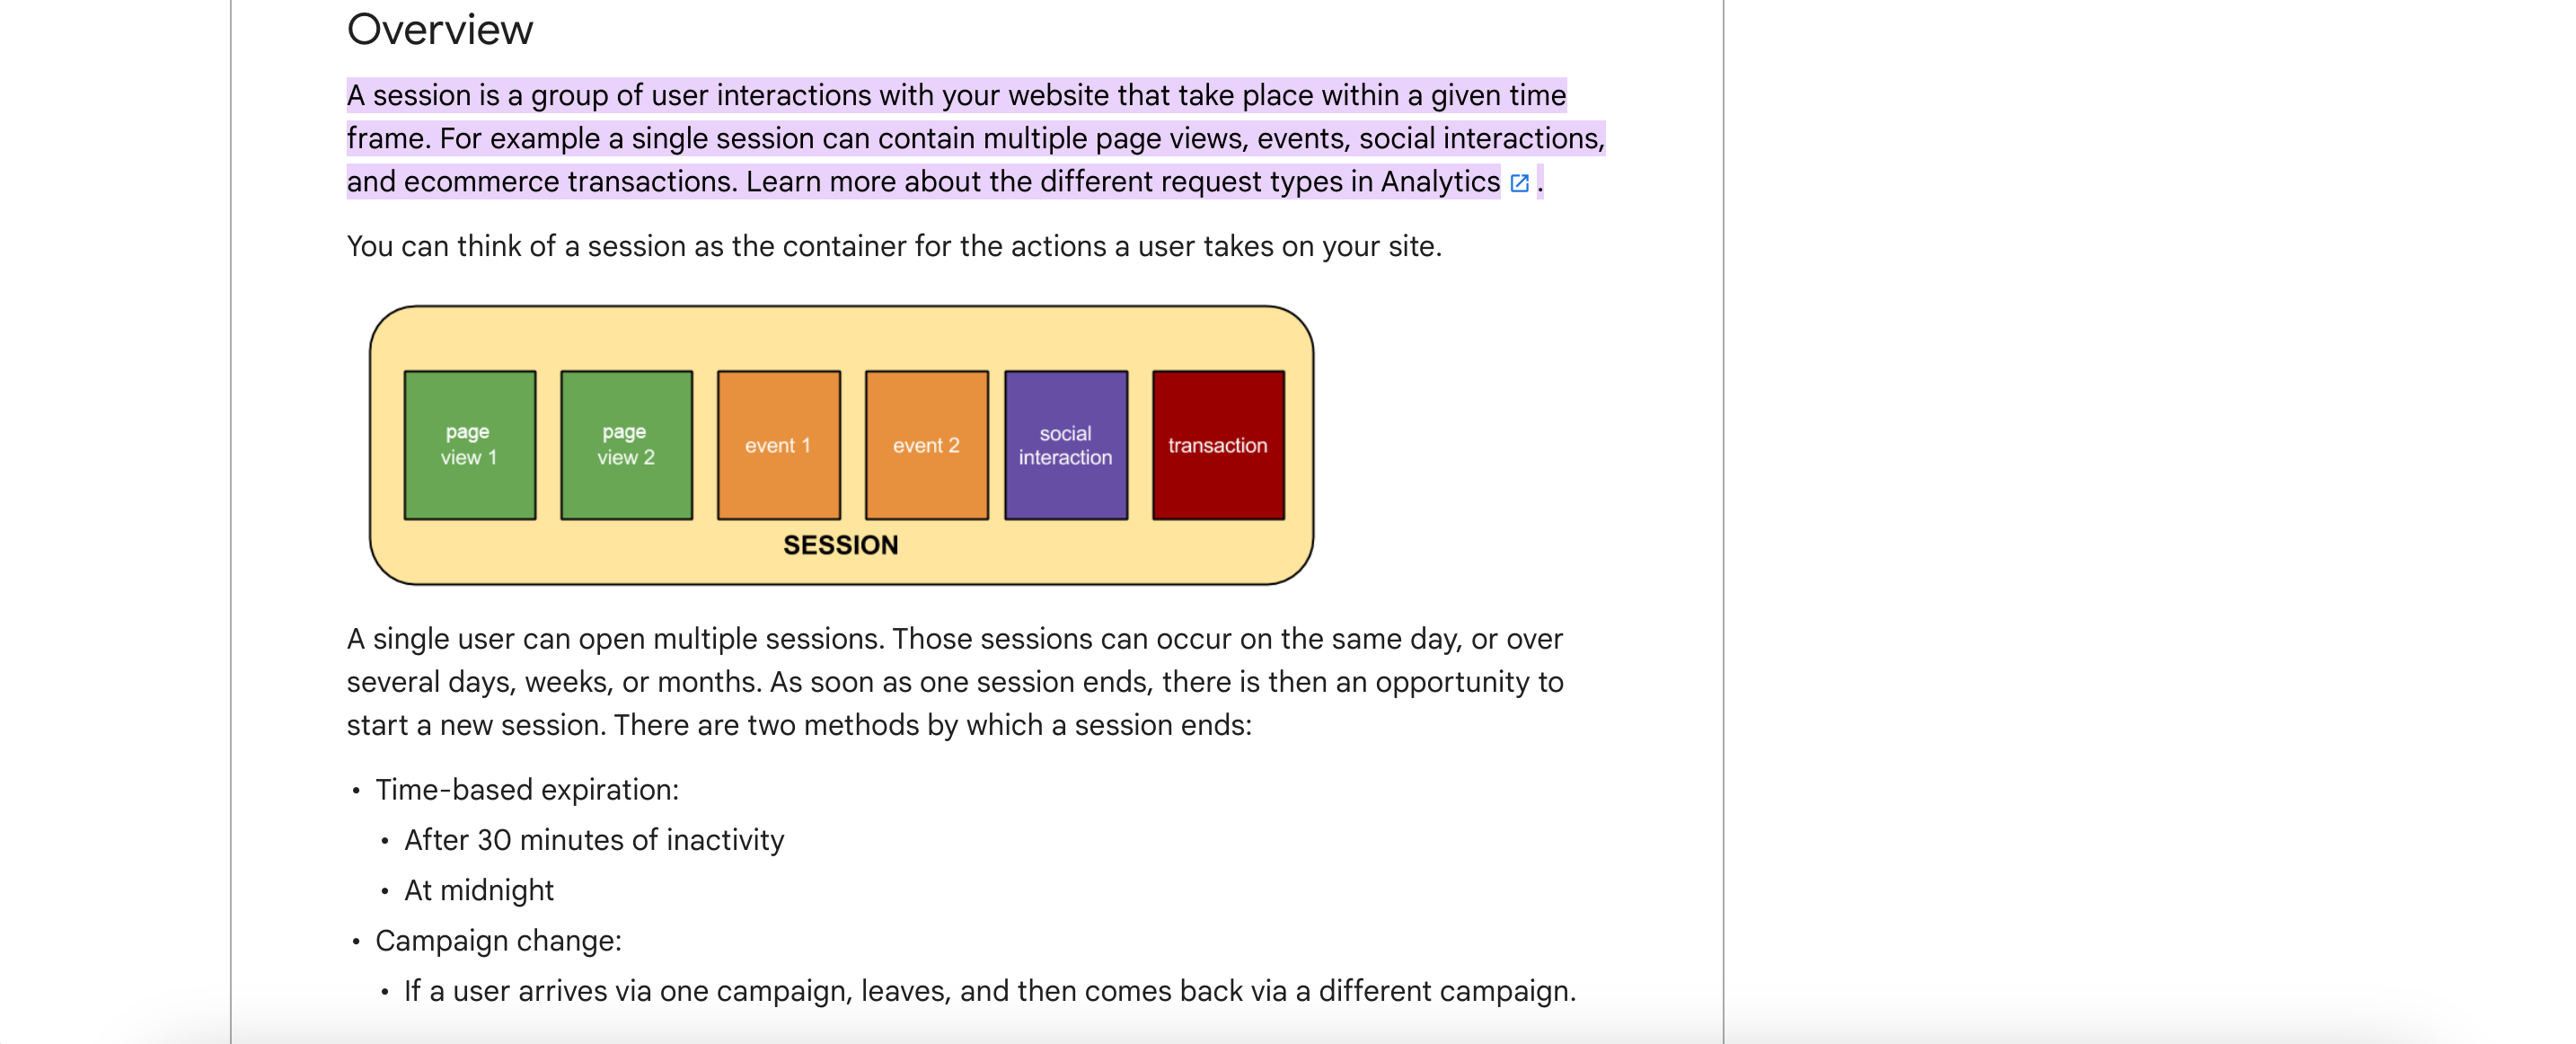 Overview
A session is a group of user interactions with your website that take place within a given time
frame. For example a single session can contain multiple page views, events, social interactions,
and ecommerce transactions. Learn more about the different request types in Analytics .
You can think of a session as the container for the actions a user takes on your site.
page
view 1
page
view 2
event 1
event 2
social
interaction
transaction
SESSION
A single user can open multiple sessions. Those sessions can occur on the same day, or over
several days, weeks, or months. As soon as one session ends, there is then an opportunity to
start a new session. There are two methods by which a session ends:
• Time-based expiration:
• After 30 minutes of inactivity
• At midnight
• Campaign change:
• If a user arrives via one campaign, leaves, and then comes back via a different campaign.